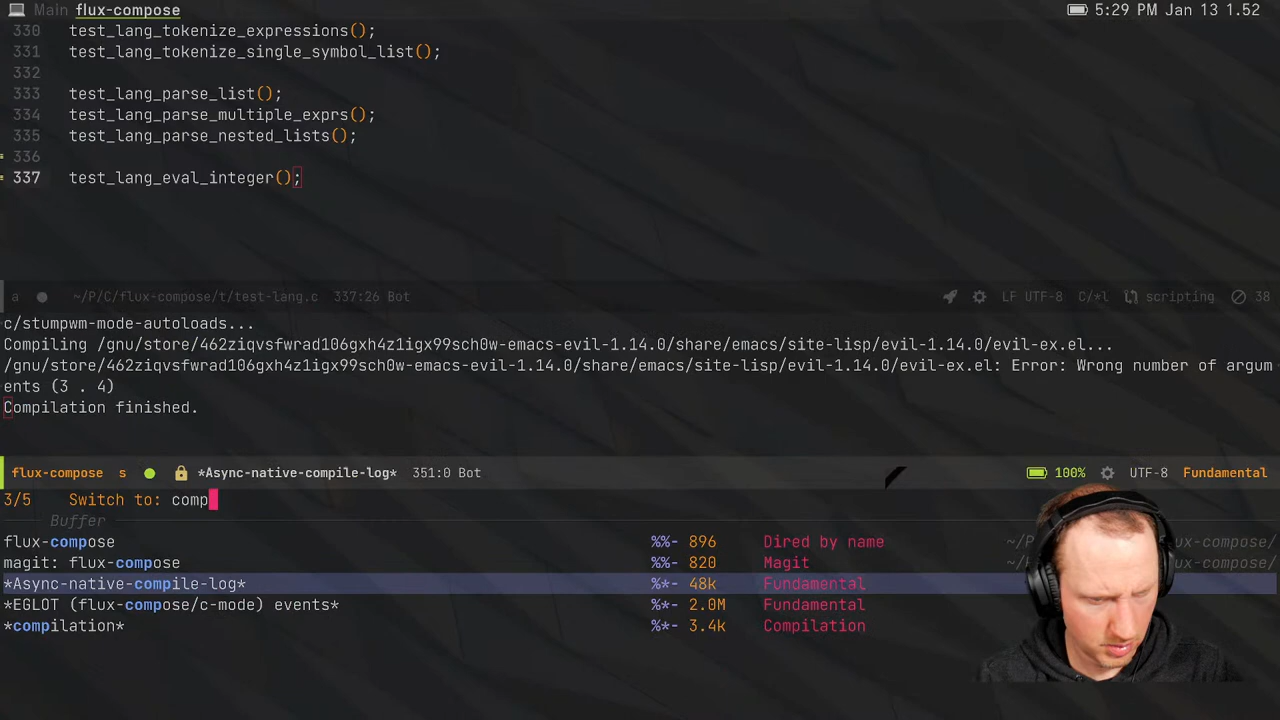 Main flux-compose 5:29 PM Jan 13 1.52
330 test_lang_tokenize_expressions();
331 test_lang_tokenize_single_symbol_list();
332
333 test_lang_parse_list();
334 test_lang_parse_multiple_exprs();
335 test_lang_parse_nested_lists();
336
337 test_lang_eval_integer();
a ~/P/C/flux-compose/t/test-lang.c 337:26 Bot LF UTF-8 C/*l scripting 38
c/stumpwm-mode-autoloads...
Compiling /gnu/store/462ziqvsfwrad106gxh4z1igx99sch0w-emacs-evil-1.14.0/share/emacs/site-lisp/evil-1.14.0/evil-ex.el...
/gnu/store/462ziqvsfwrad106gxh4z1igx99sch0w-emacs-evil-1.14.0/share/emacs/site-lisp/evil-1.14.0/evil-ex.el: Error: Wrong number of argum
ents (3 . 4)
Compilation finished.
flux-compose s *Async-native-compile-log* 351:0 Bot 100% UTF-8 Fundamental
3/5 Switch to: comp
Buffer
flux-compose %%- 896 Dired by name ~/P ux-compose/
magit: flux-compose %%- 820 Magit ~/P ux-compose/
*Async-native-compile-log* %*- 48k Fundamental
*EGLOT (flux-compose/c-mode) events* %*- 2.0M Fundamental
*compilation* %*- 3.4k Compilation